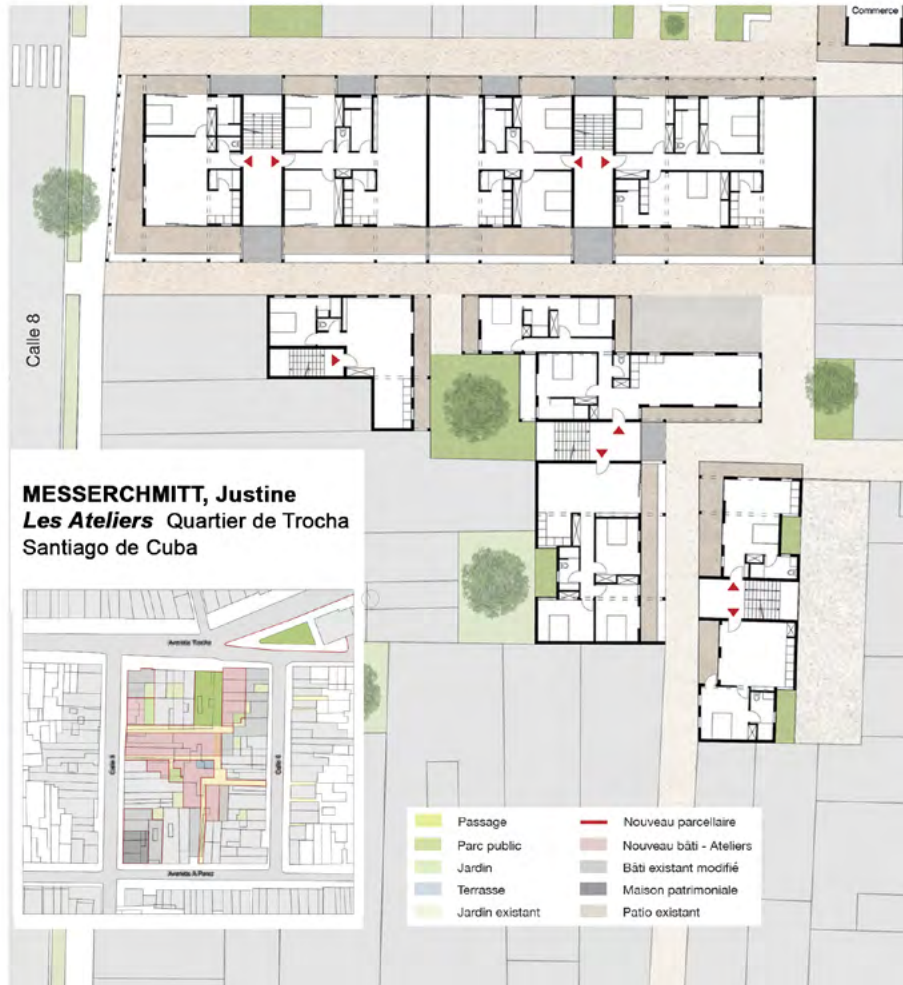 Commerce
Calle 8
MESSERCHMITT, Justine
Les Ateliers Quartier de Trocha
Santiago de Cuba
Avenida Trocha
Calle 8
Calle 8
Avenida A.Perez
Passage
Parc public
Jardin
Terrasse
Jardin existant
Nouveau parcellaire
Nouveau bâti - Ateliers
Bâti existant modifié
Maison patrimoniale
Patio existant